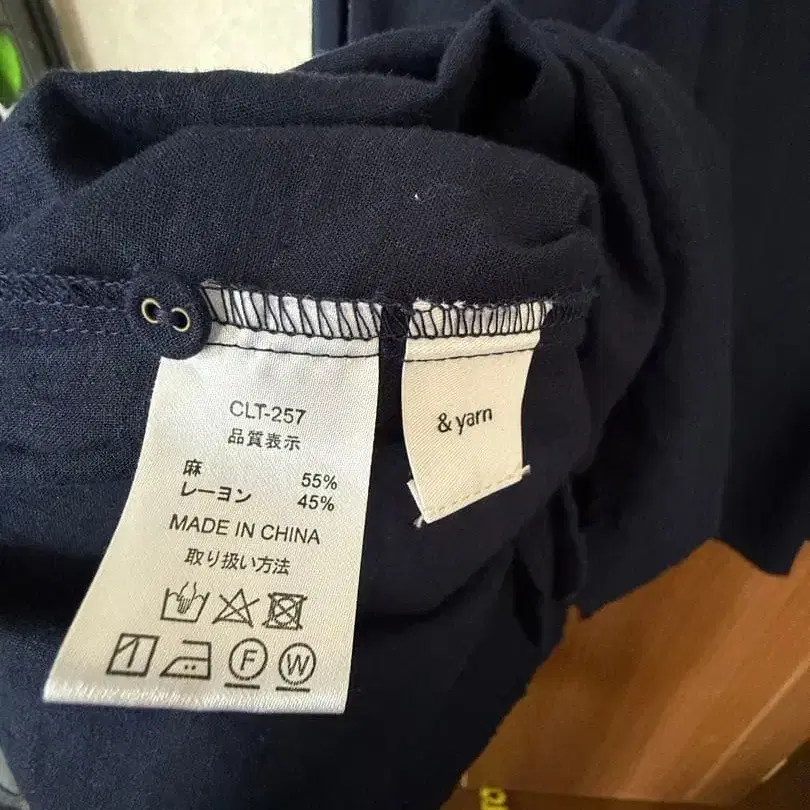 CLT-257
品質表示
麻 55%
レーヨン 45%
MADE IN CHINA
取り扱い方法
F W
& yarn